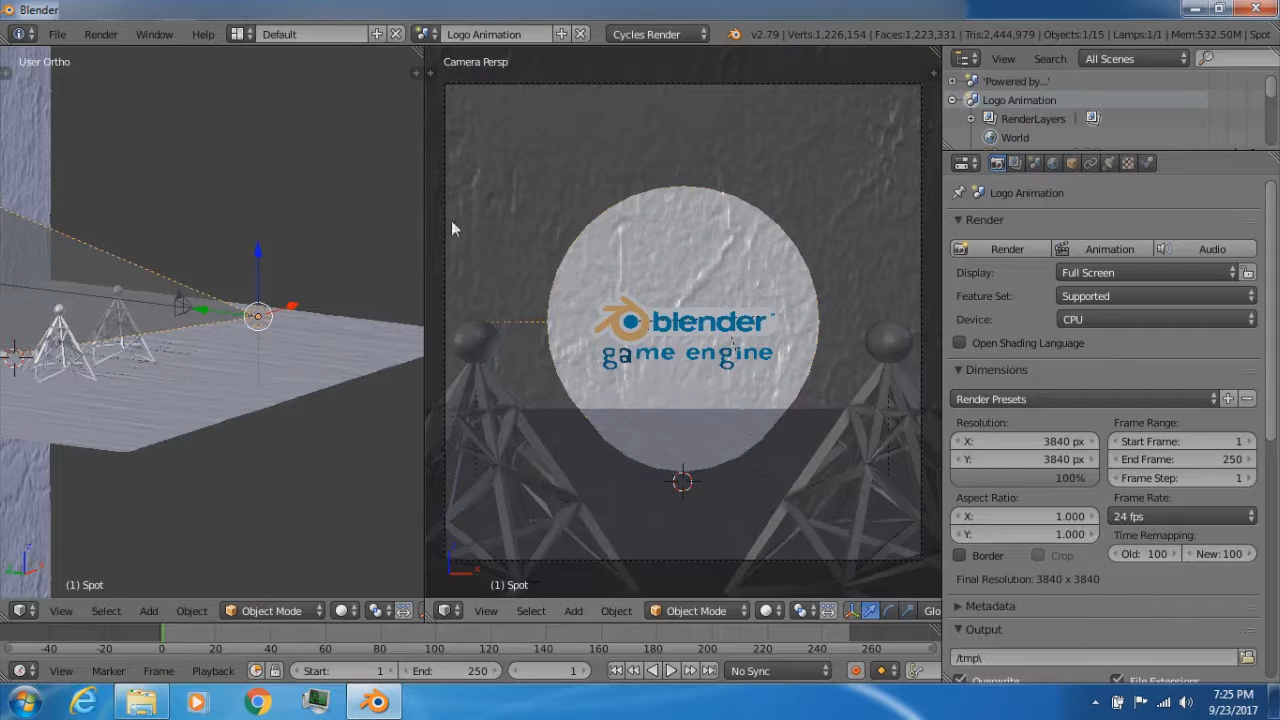 Blender
File Render Window Help Default Logo Animation Cycles Render v2.79 | Verts:1,226,154 | Faces:1,223,331 | Tris:2,444,979 | Objects:1/15 | Lamps:1/1 | Mem:532.50M | Spot
User Ortho
Camera Persp
View Search All Scenes
'Powered by...'
Logo Animation
RenderLayers
World
Logo Animation
Render
Render Animation Audio
Display: Full Screen
Feature Set: Supported
Device: CPU
Open Shading Language
Dimensions
Render Presets
Resolution: Frame Range:
X: 3840 px Start Frame: 1
Y: 3840 px End Frame: 250
100% Frame Step: 1
Aspect Ratio: Frame Rate:
X: 1.000 24 fps
Y: 1.000 Time Remapping:
Border Crop Old: 100 New: 100
Final Resolution: 3840 x 3840
Metadata
Output
/tmp\
Overwrite File Extensions
blender
game engine
z
x
(1) Spot
(1) Spot
View Select Add Object Object Mode
View Select Add Object Object Mode Glo
-40 -20 0 20 40 60 80 100 120 140 160 180 200 220 240 260
View Marker Frame Playback Start: 1 End: 250 1 No Sync
7:25 PM
9/23/2017